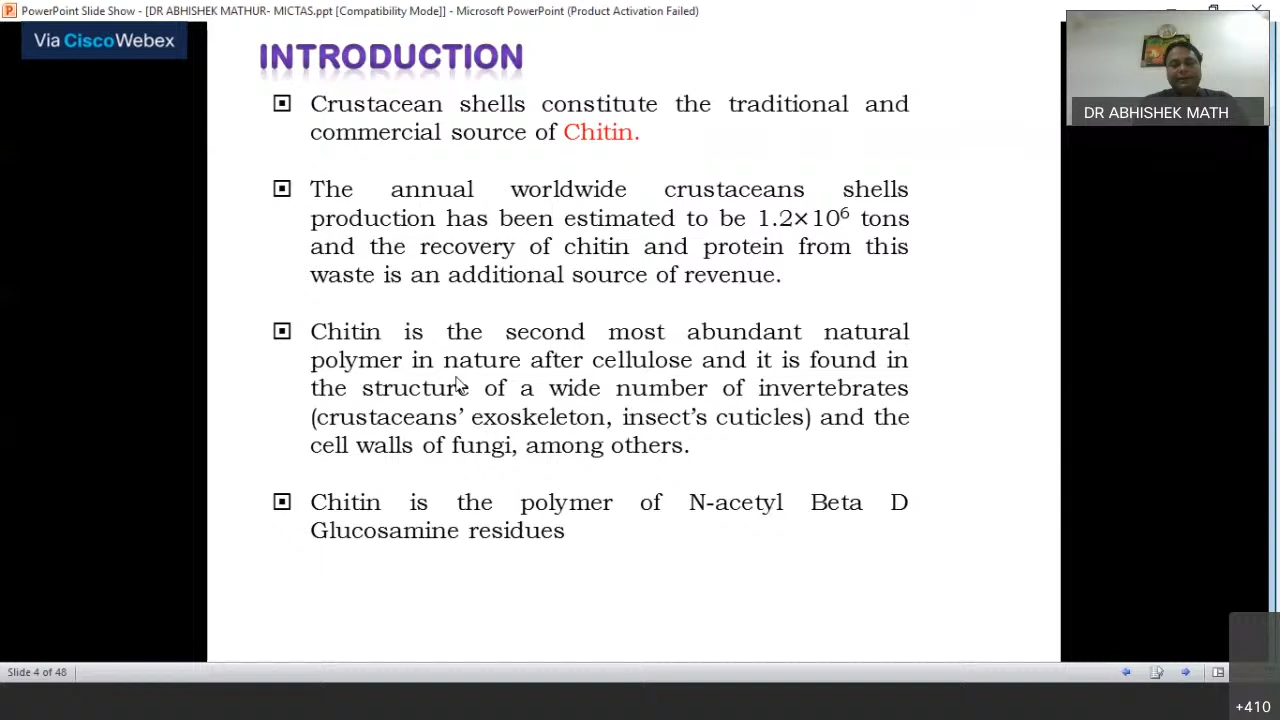 PowerPoint Slide Show - [DR ABHISHEK MATHUR- MICTAS.ppt [Compatibility Mode]] - Microsoft PowerPoint (Product Activation Failed)
Via CiscoWebex
DR ABHISHEK MATH
INTRODUCTION
Crustacean shells constitute the traditional and
commercial source of Chitin.
The annual worldwide crustaceans shells
production has been estimated to be 1.2×10⁶ tons
and the recovery of chitin and protein from this
waste is an additional source of revenue.
Chitin is the second most abundant natural
polymer in nature after cellulose and it is found in
the structure of a wide number of invertebrates
(crustaceans’ exoskeleton, insect’s cuticles) and the
cell walls of fungi, among others.
Chitin is the polymer of N-acetyl Beta D
Glucosamine residues
Slide 4 of 48
+410